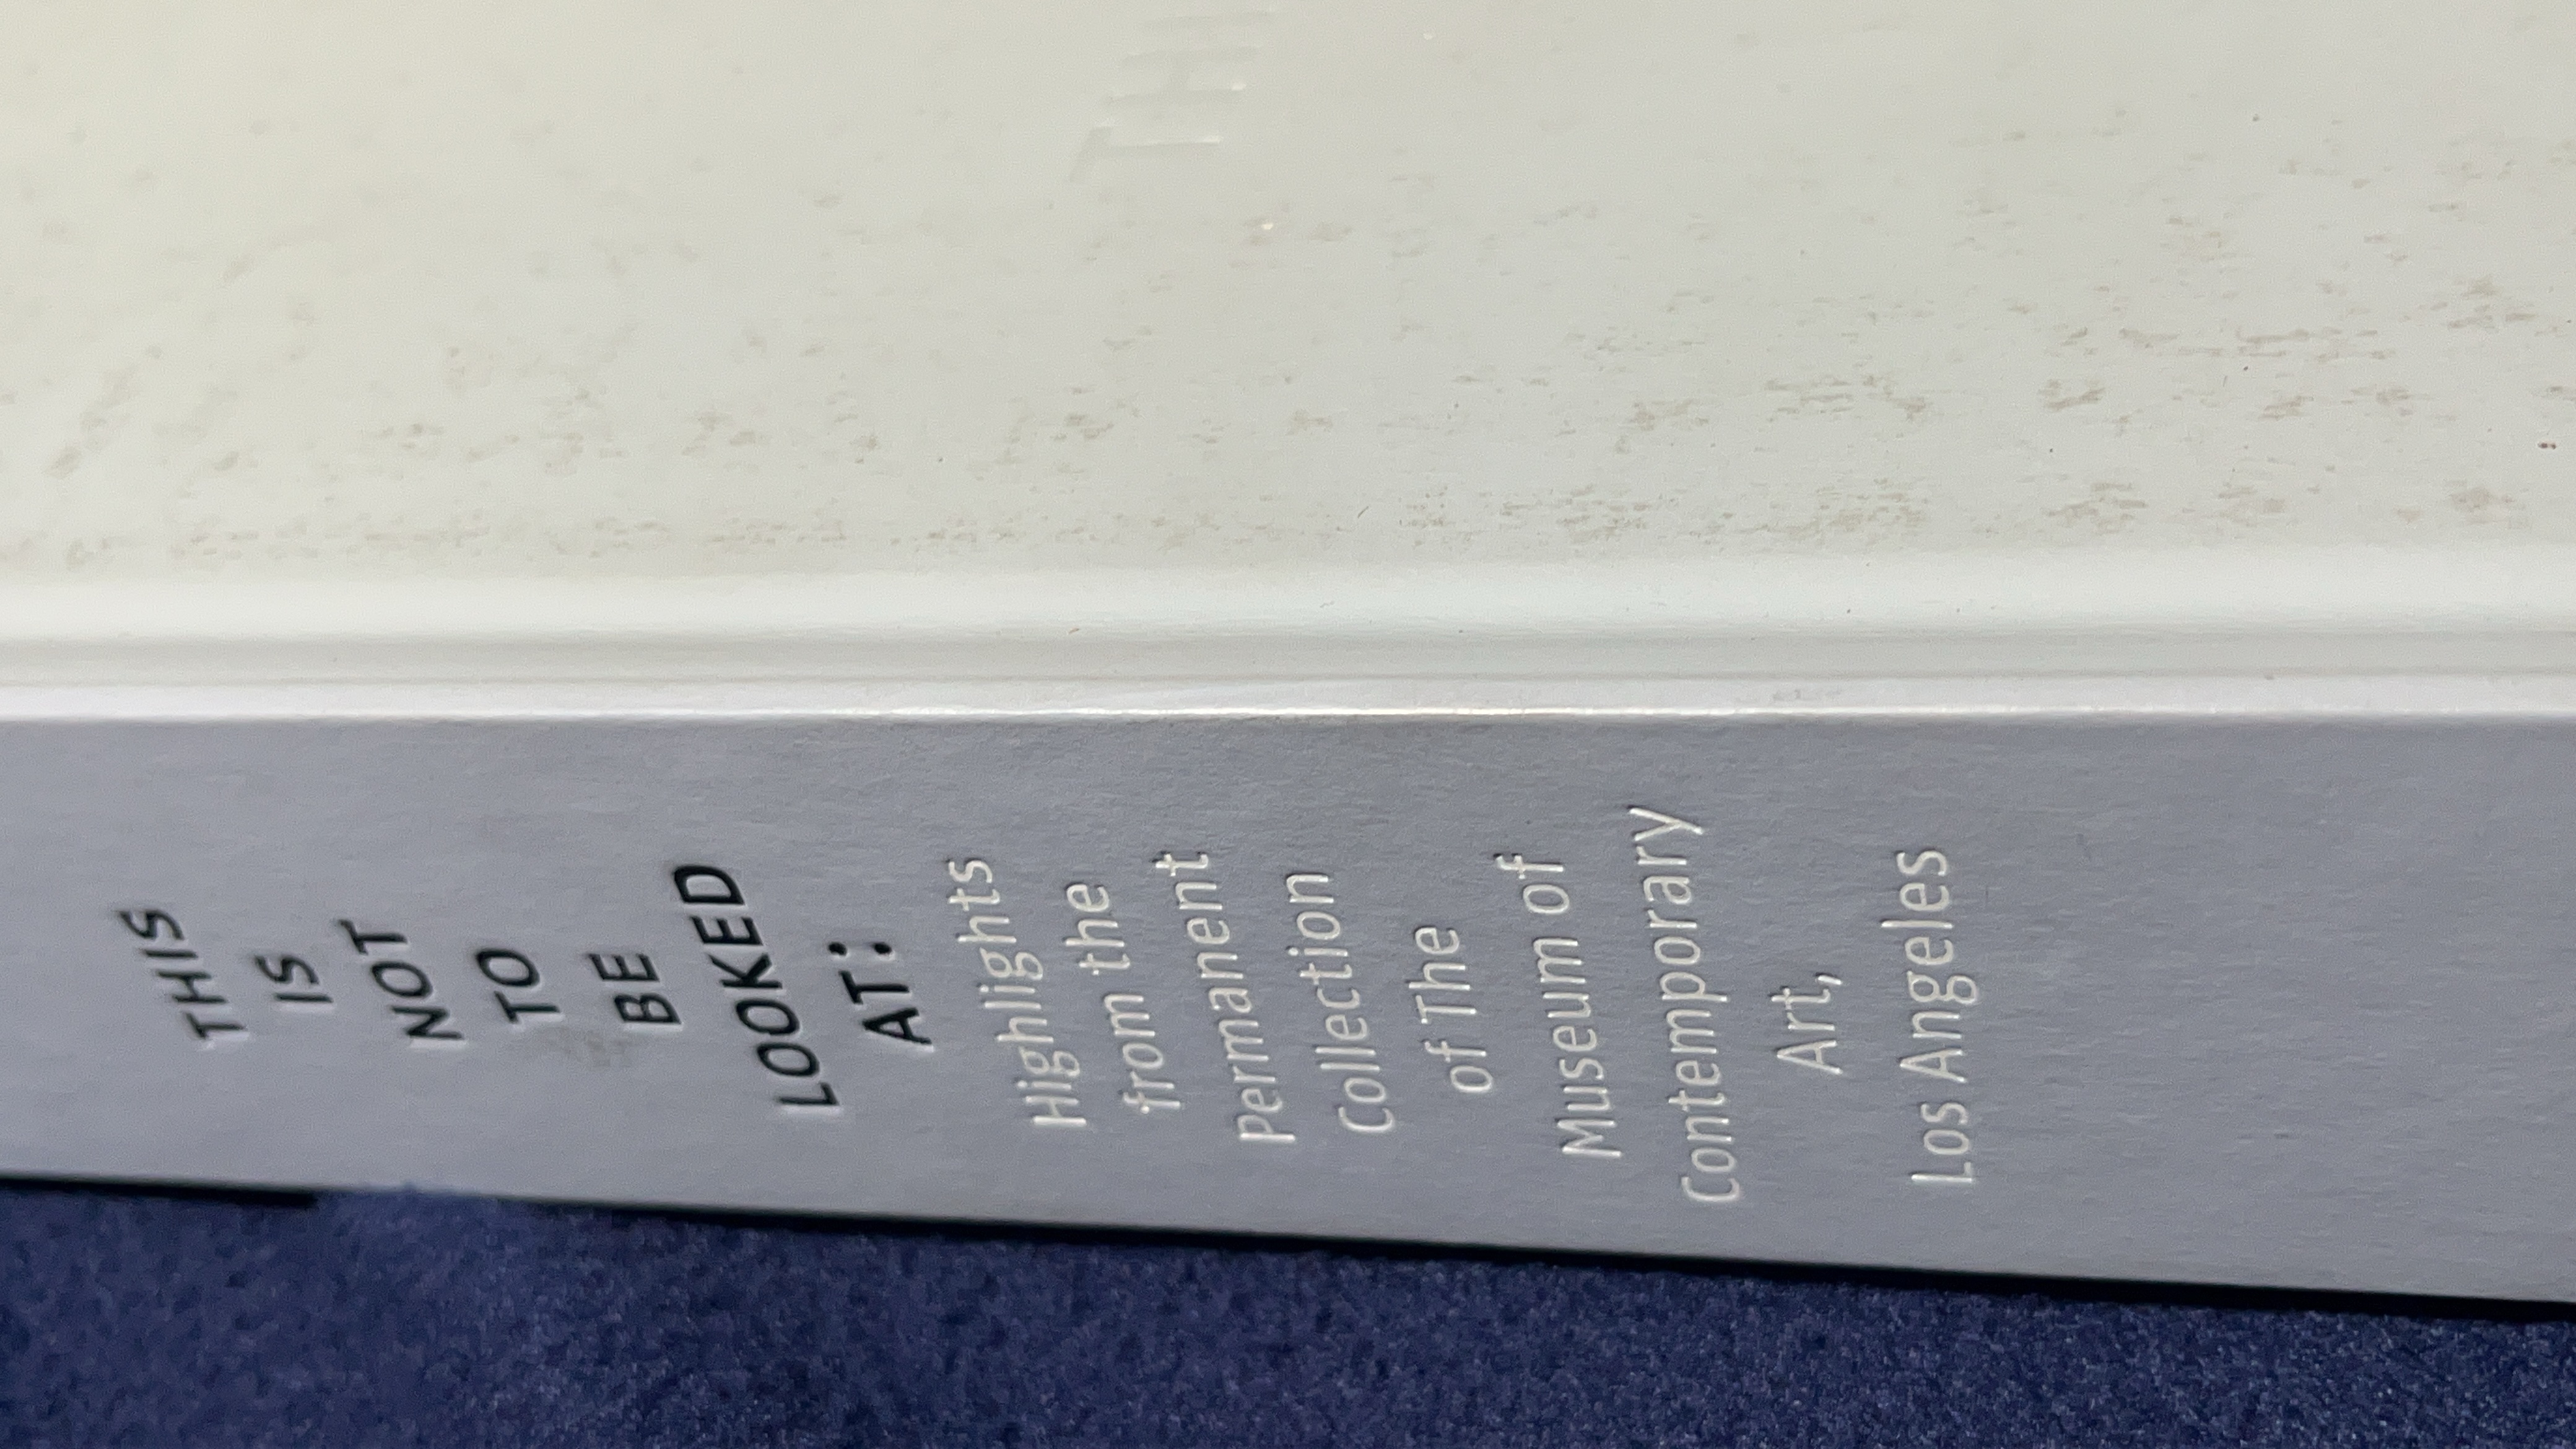 TH
THIS
IS
NOT
TO
BE
LOOKED
AT:
Highlights
from the
Permanent
Collection
of The
Museum of
Contemporary
Art,
Los Angeles